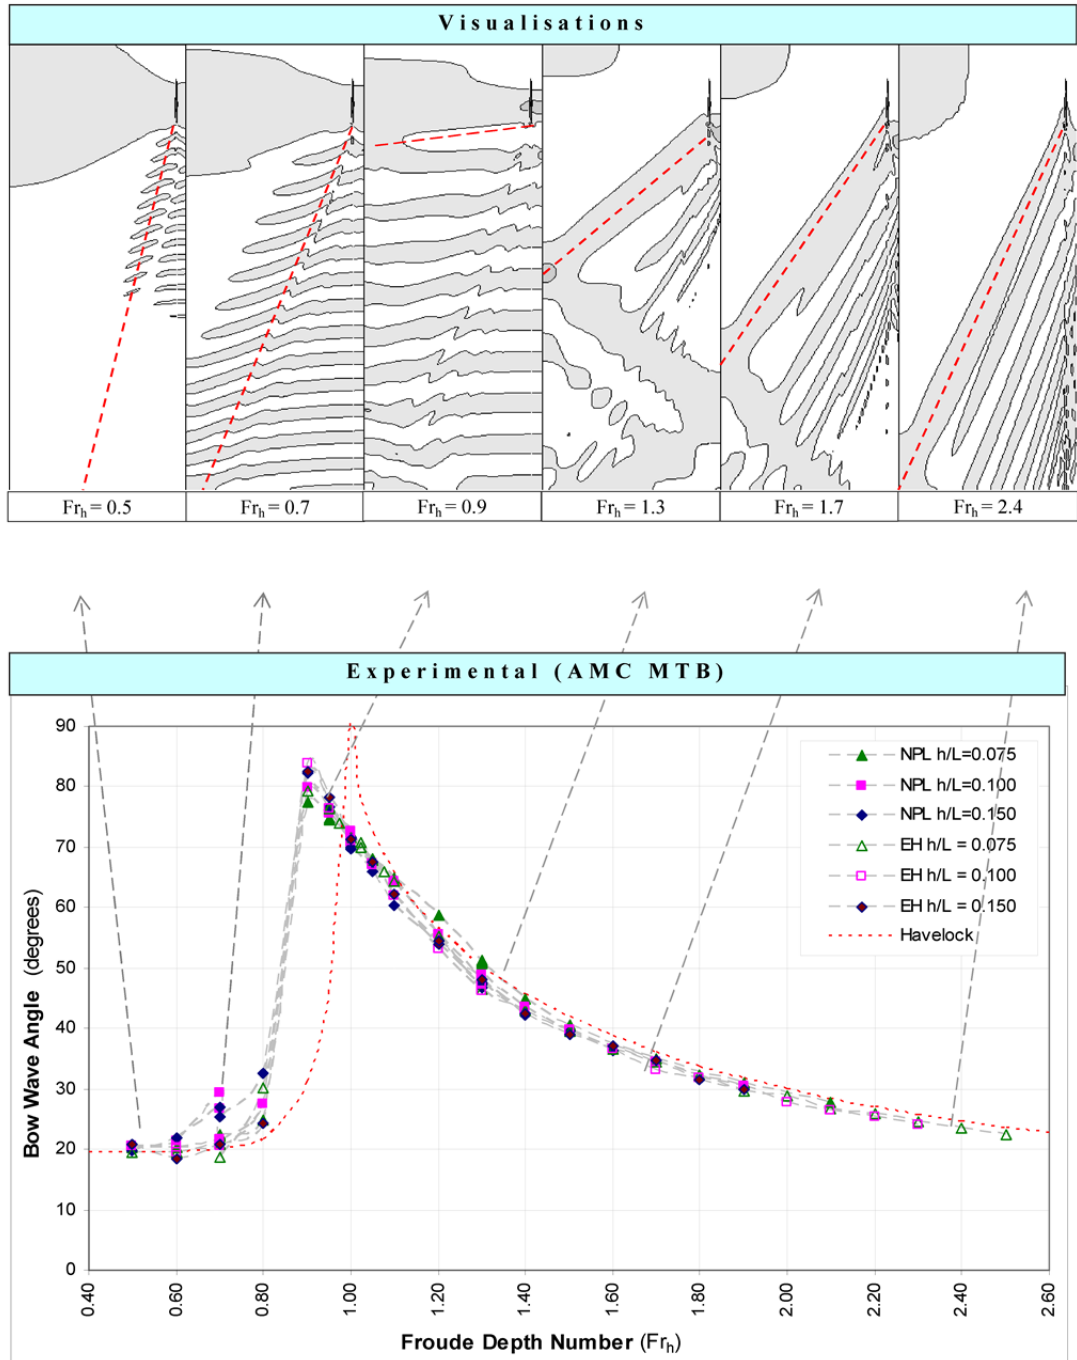 Visualisations
Frh = 0.5 Frh = 0.7 Frh = 0.9 Frh = 1.3 Frh = 1.7 Frh = 2.4
Experimental (AMC MTB)
Bow Wave Angle (degrees)
90
80
70
60
50
40
30
20
10
0
NPL h/L=0.075
NPL h/L=0.100
NPL h/L=0.150
EH h/L = 0.075
EH h/L = 0.100
EH h/L = 0.150
Havelock
0.40 0.60 0.80 1.00 1.20 1.40 1.60 1.80 2.00 2.20 2.40 2.60
Froude Depth Number (Frh)